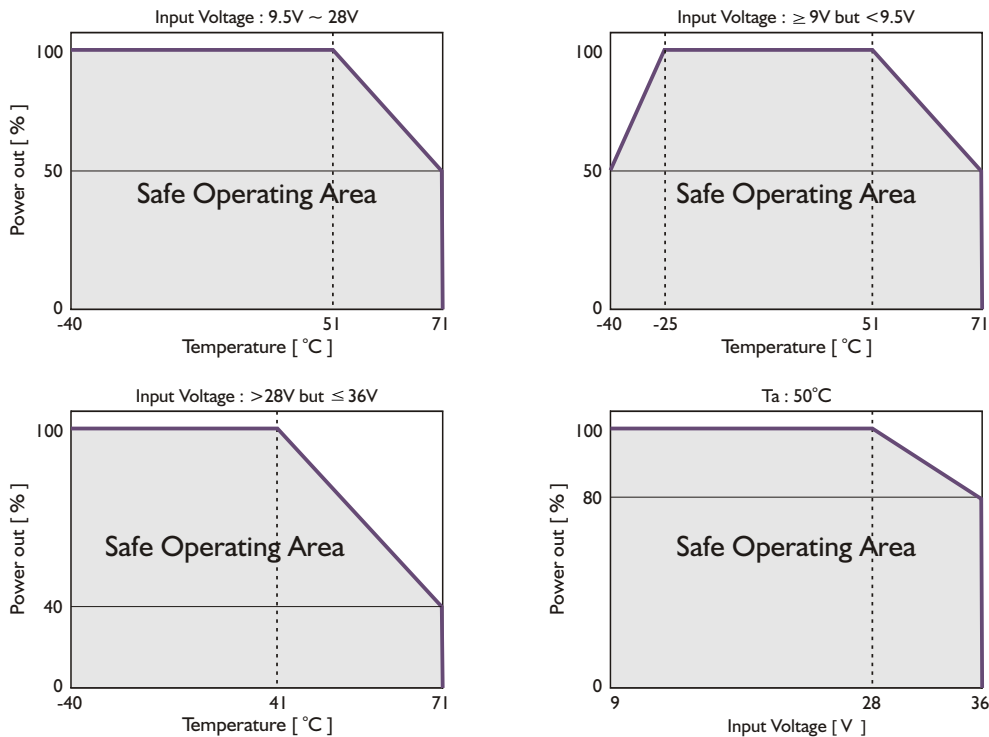 Input Voltage : 9.5V ~ 28V
100
50
0
Power out [ % ]
Safe Operating Area
-40
51
71
Temperature [ °C ]
Input Voltage : ≥ 9V but <9.5V
100
50
0
Safe Operating Area
-40
-25
51
71
Temperature [ °C ]
Input Voltage : >28V but ≤ 36V
100
40
0
Power out [ % ]
Safe Operating Area
-40
41
71
Temperature [ °C ]
Ta : 50°C
100
80
0
Power out [ % ]
Safe Operating Area
9
28
36
Input Voltage [ V ]